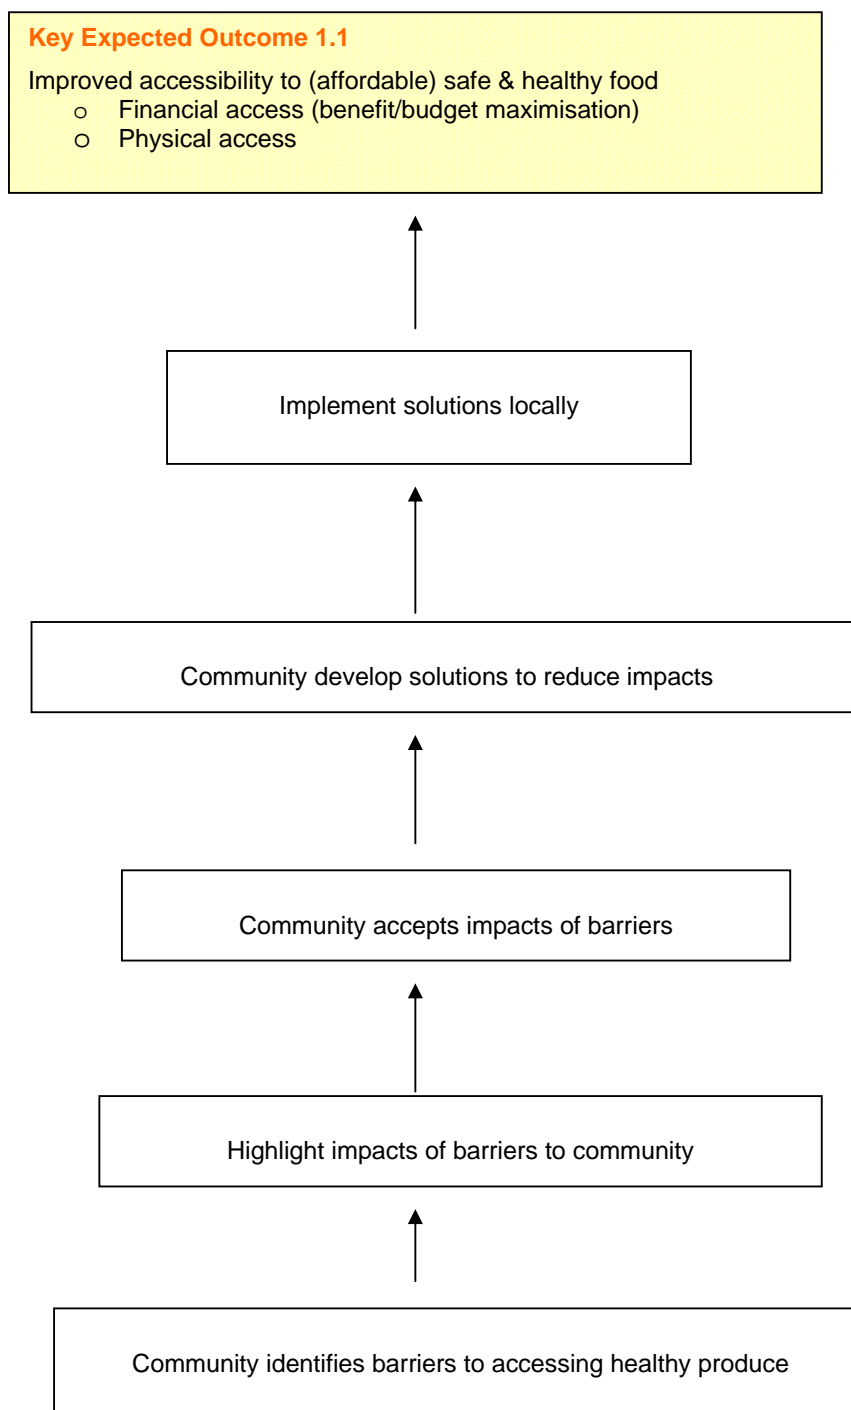 Key Expected Outcome 1.1
Improved accessibility to (affordable) safe & healthy food
o Financial access (benefit/budget maximisation)
o Physical access
Implement solutions locally
Community develop solutions to reduce impacts
Community accepts impacts of barriers
Highlight impacts of barriers to community
Community identifies barriers to accessing healthy produce